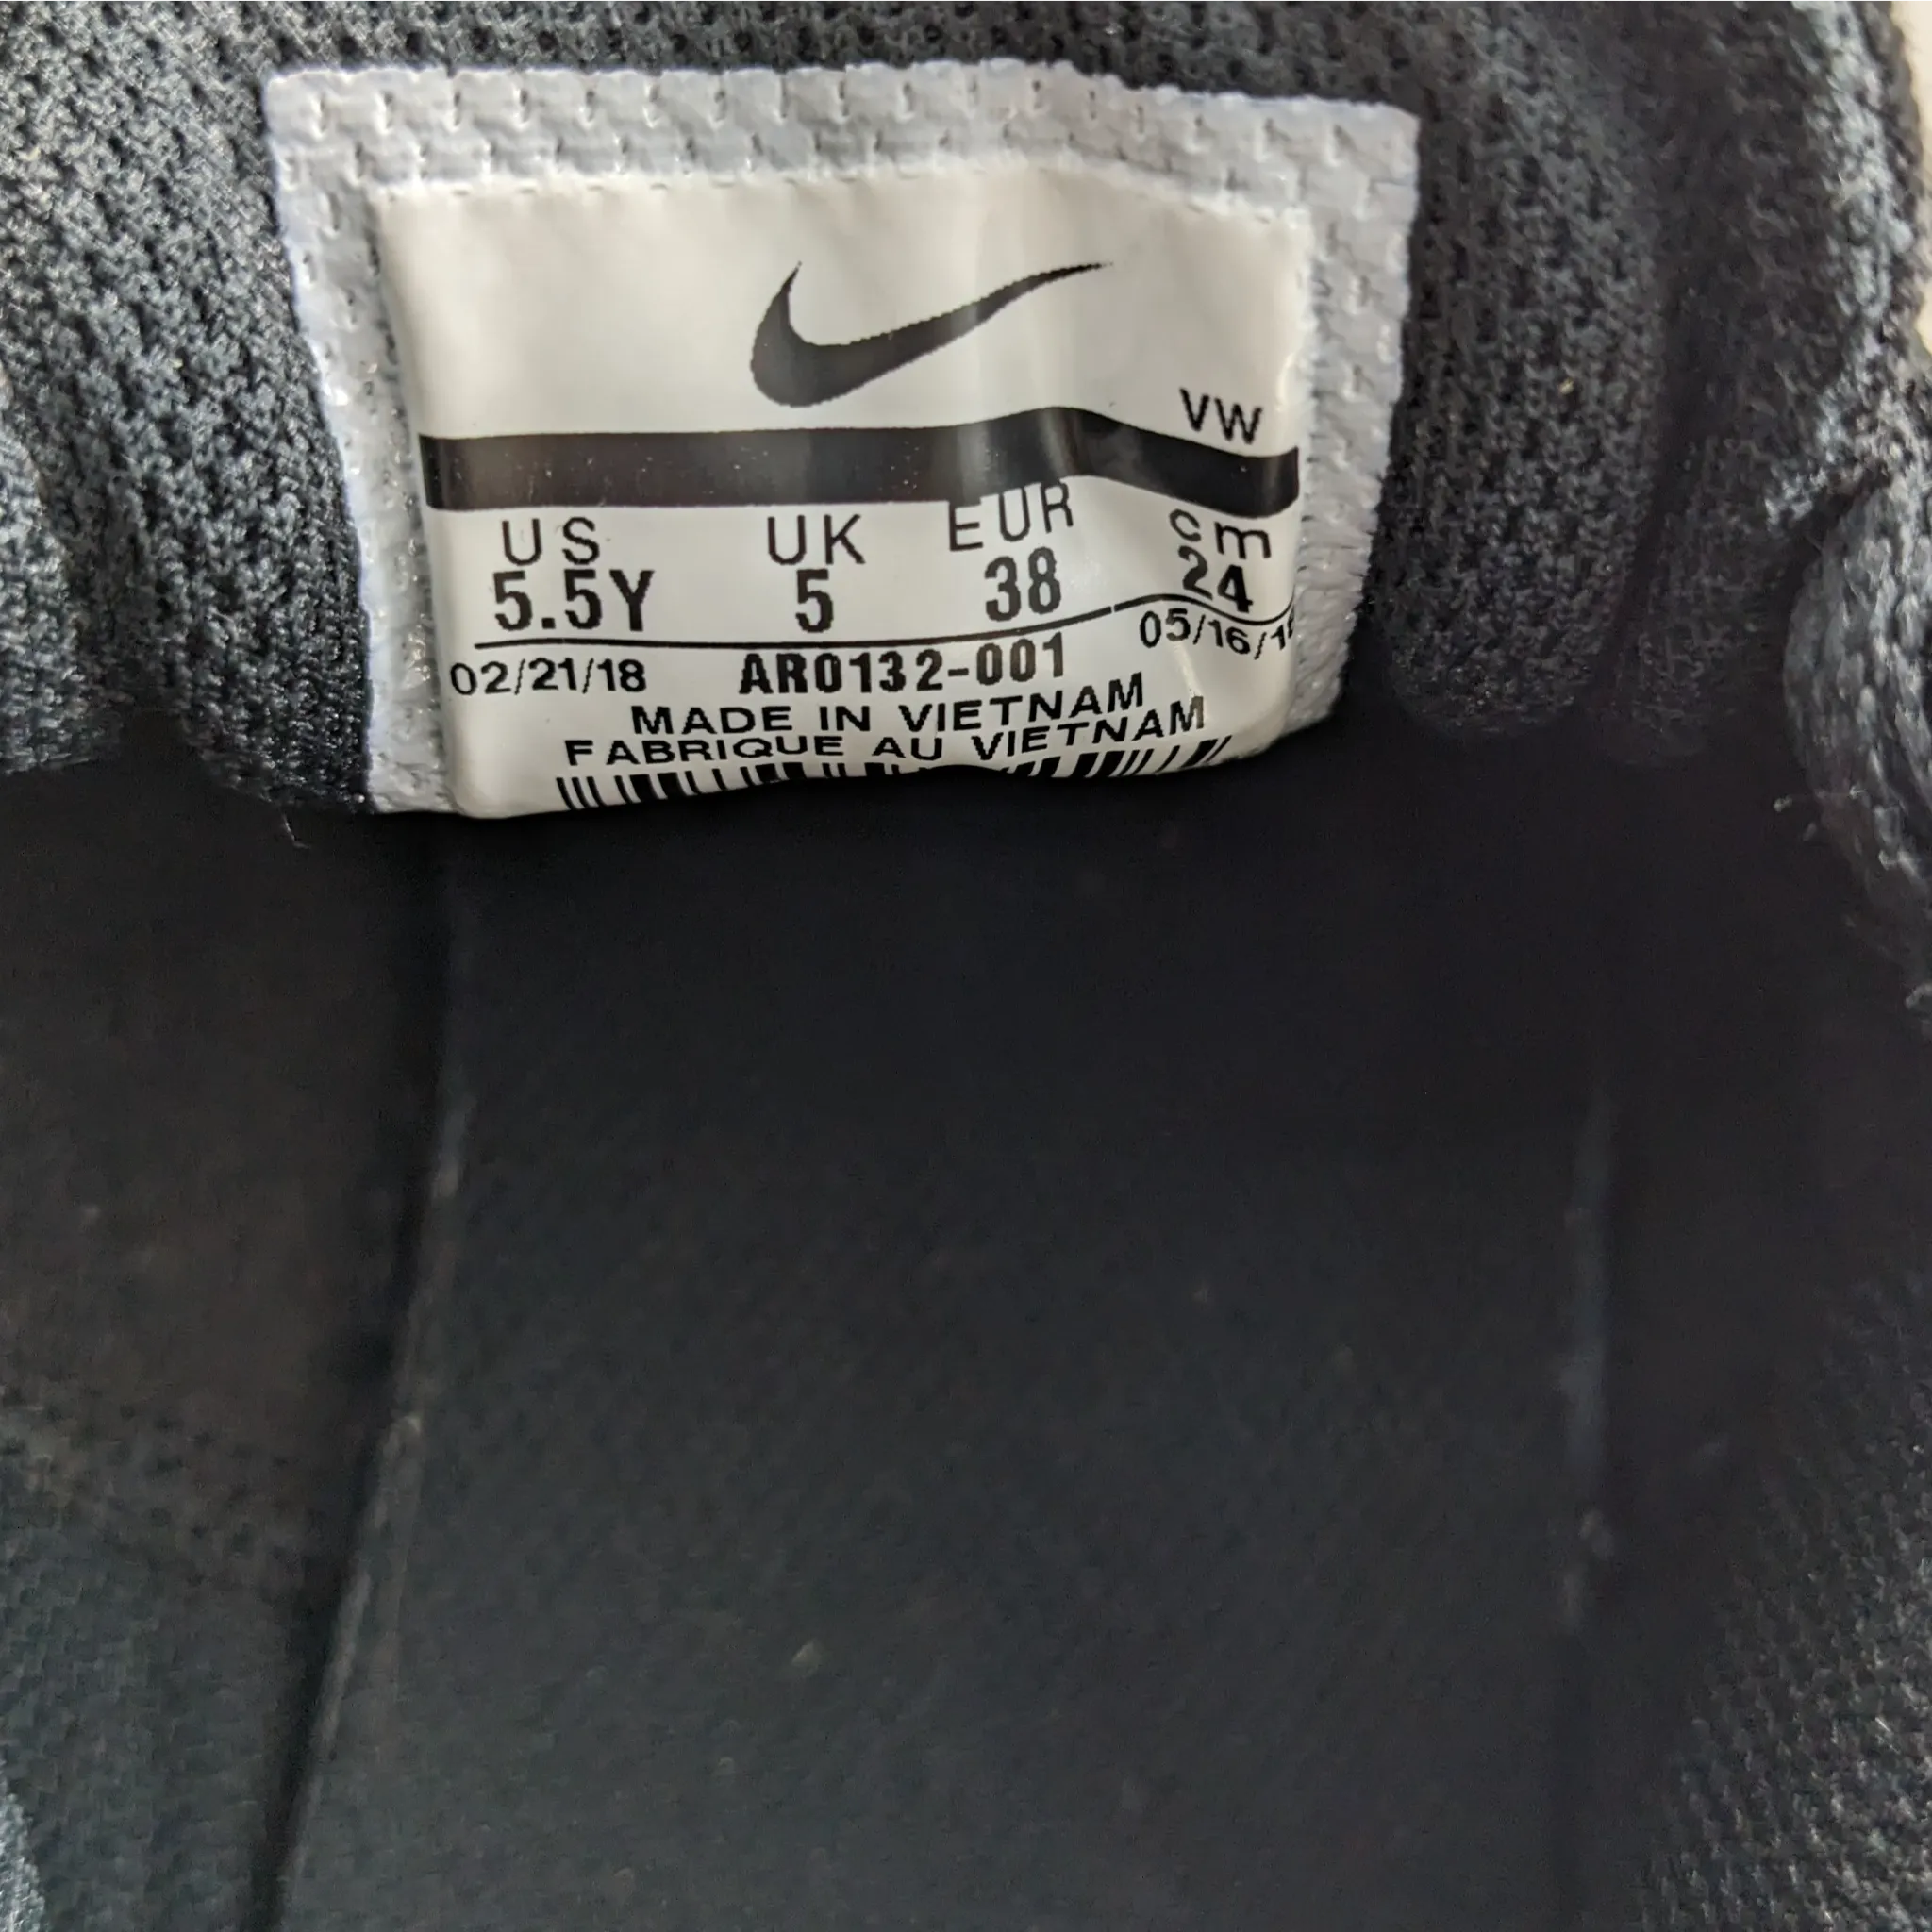 VW
US UK EUR cm
5.5Y 5 38 24
02/21/18 AR0132-001 05/16/1
MADE IN VIETNAM
FABRIQUE AU VIETNAM